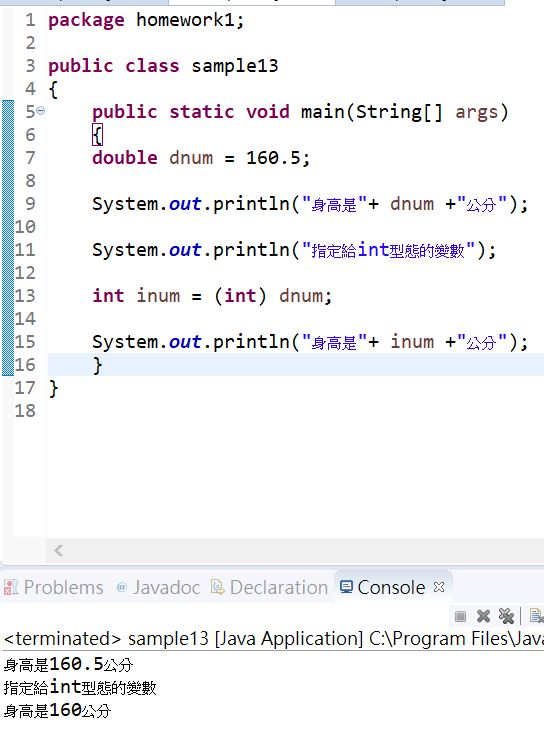 1 package homework1;
2
3 public class sample13
4 {
5 public static void main(String[] args)
6 {
7 double dnum = 160.5;
8
9 System.out.println("身高是"+ dnum +"公分");
10
11 System.out.println("指定給int型態的變數");
12
13 int inum = (int) dnum;
14
15 System.out.println("身高是"+ inum +"公分");
16 }
17 }
18
Problems Javadoc Declaration Console
<terminated> sample13 [Java Application] C:\Program Files\Java
身高是160.5公分
指定給int型態的變數
身高是160公分